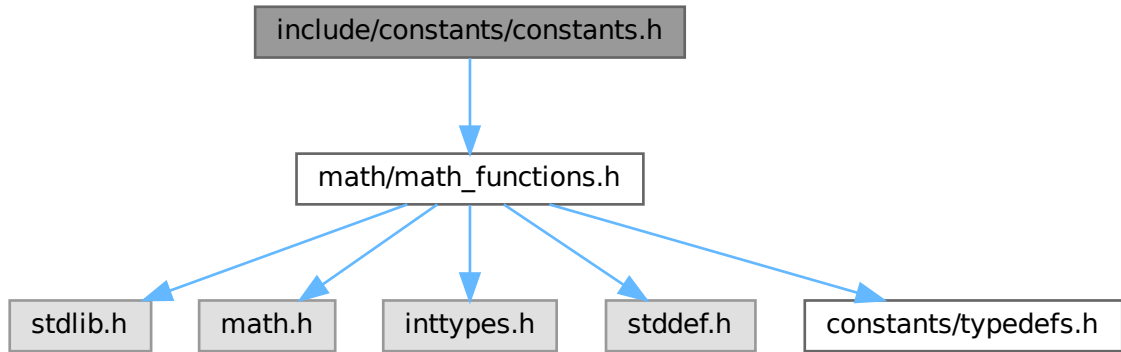 include/constants/constants.h
math/math_functions.h
stdlib.h
math.h
inttypes.h
stddef.h
constants/typedefs.h